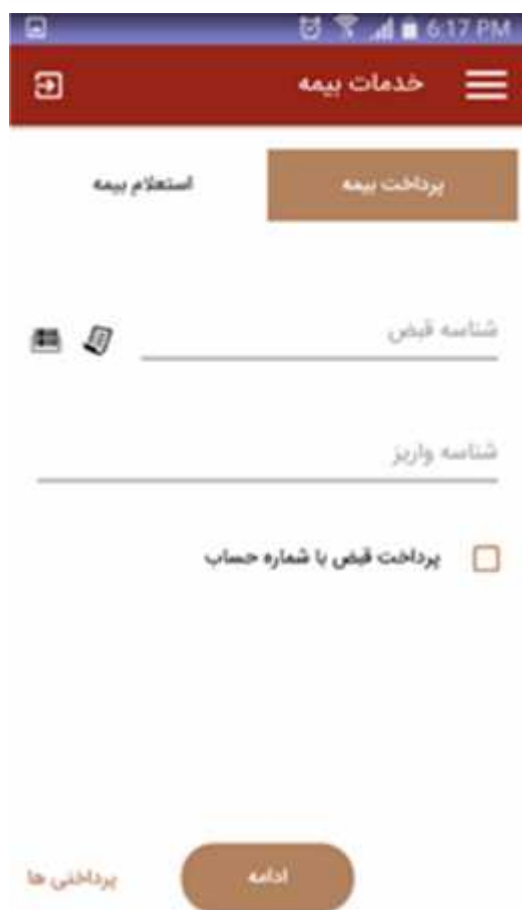 6:17 PM
خدمات بیمه
پرداخت بیمه استعلام بیمه
شناسه قبض
شناسه واریز
پرداخت قبض با شماره حساب
ادامه پرداختی ها